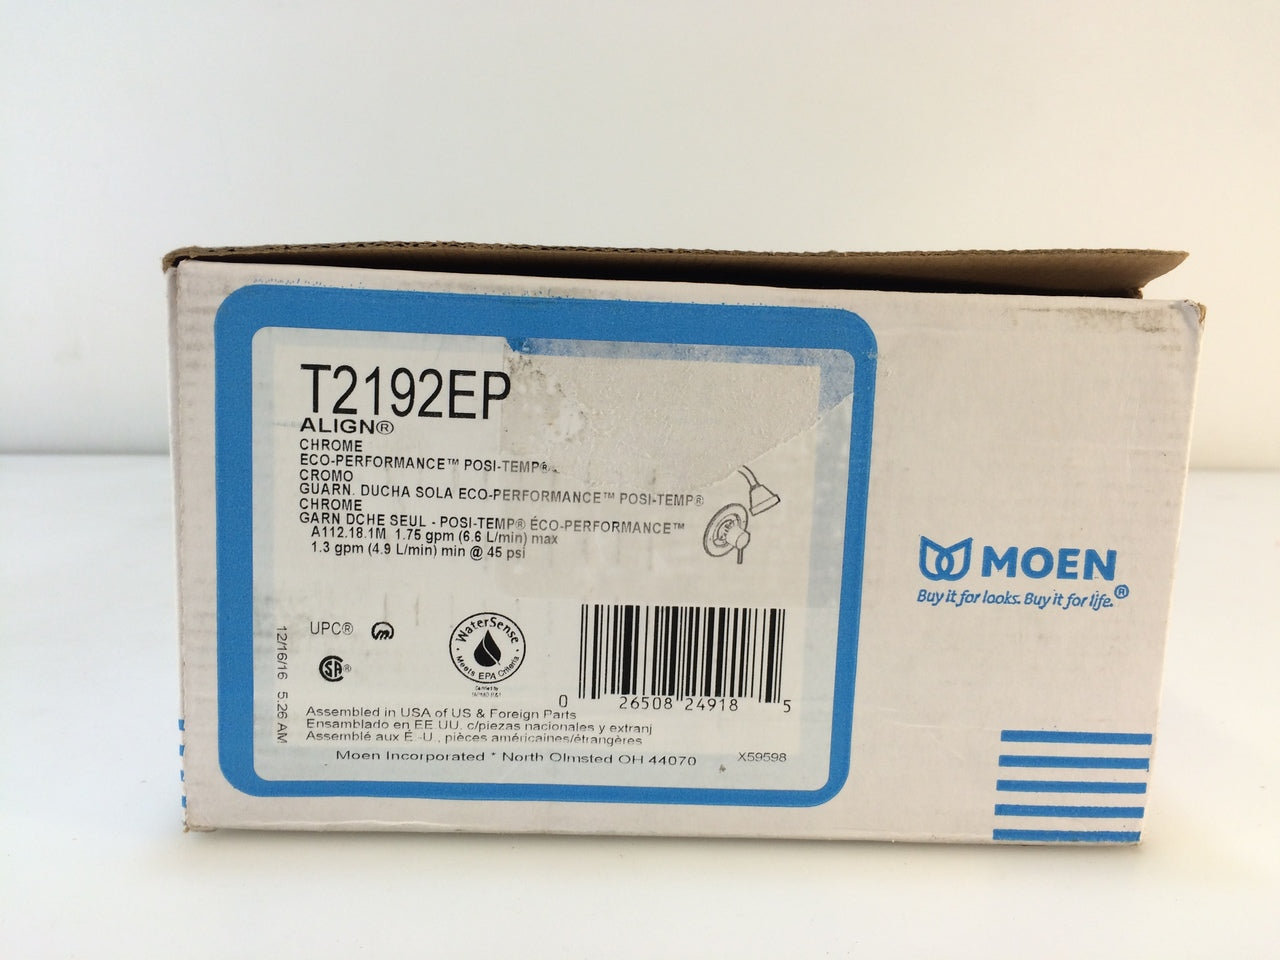 T2192EP
ALIGN®
CHROME
ECO-PERFORMANCE™ POSI-TEMP®
CROMO
GUARN. DUCHA SOLA ECO-PERFORMANCE™ POSI-TEMP®
CHROME
GARN DCHE SEUL - POSI-TEMP® ÉCO-PERFORMANCE™
A112.18.1M 1.75 gpm (6.6 L/min) max
1.3 gpm (4.9 L/min) min @ 45 psi
UPC®
SA®
WaterSense
Meets EPA Criteria
12/16/16 5:26 AM
0 26508 24918 5
Assembled in USA of US & Foreign Parts
Ensamblado en EE.UU. c/piezas nacionales y extranj
Assemblé aux É.-U., pièces américaines/étrangères
Moen Incorporated * North Olmsted OH 44070
X59598
MOEN
Buy it for looks. Buy it for life.®